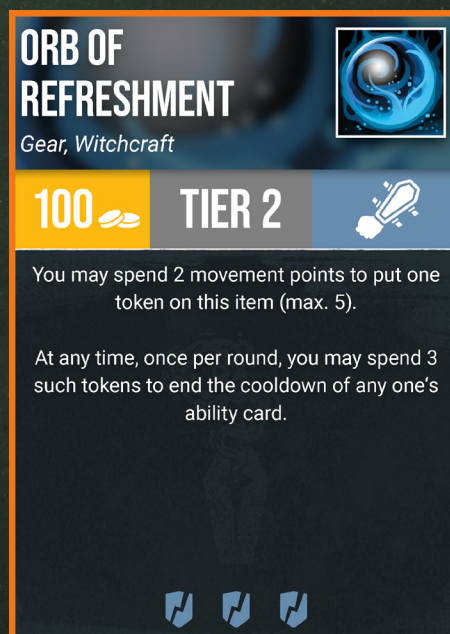 ORB OF
REFRESHMENT
Gear, Witchcraft
100 TIER 2
You may spend 2 movement points to put one
token on this item (max. 5).
At any time, once per round, you may spend 3
such tokens to end the cooldown of any one‘s
ability card.